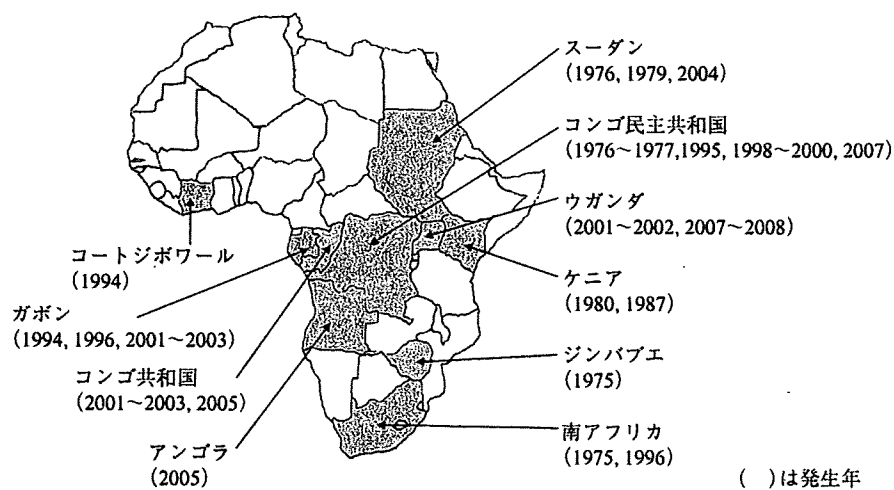 スーダン
(1976, 1979, 2004)
コンゴ民主共和国
(1976～1977,1995, 1998～2000, 2007)
ウガンダ
(2001～2002, 2007～2008)
ケニア
(1980, 1987)
ジンバブエ
(1975)
南アフリカ
(1975, 1996)
コートジボワール
(1994)
ガボン
(1994, 1996, 2001～2003)
コンゴ共和国
(2001～2003, 2005)
アンゴラ
(2005)
(　)は発生年